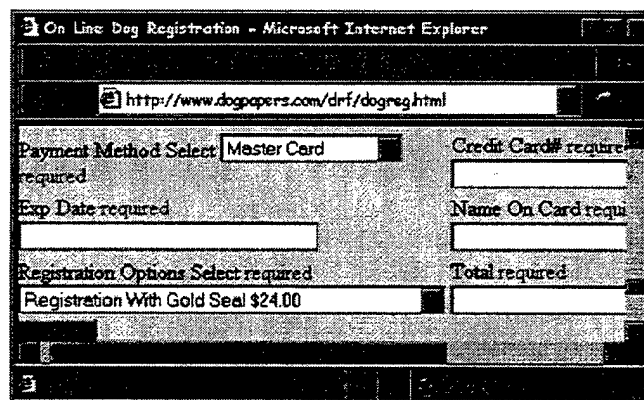 On Line Dog Registration - Microsoft Internet Explorer
http://www.dogpapers.com/drf/dogreg.html
Payment Method Select Master Card
required
Credit Card# require
Exp Date required
Name On Card requ
Registration Options Select required
Total required
Registration With Gold Seal $24.00